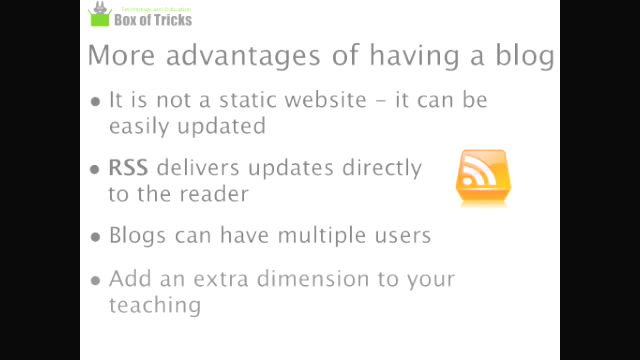 Technology and Education
Box of Tricks
More advantages of having a blog
• It is not a static website – it can be
easily updated
• RSS delivers updates directly
to the reader
• Blogs can have multiple users
• Add an extra dimension to your
teaching